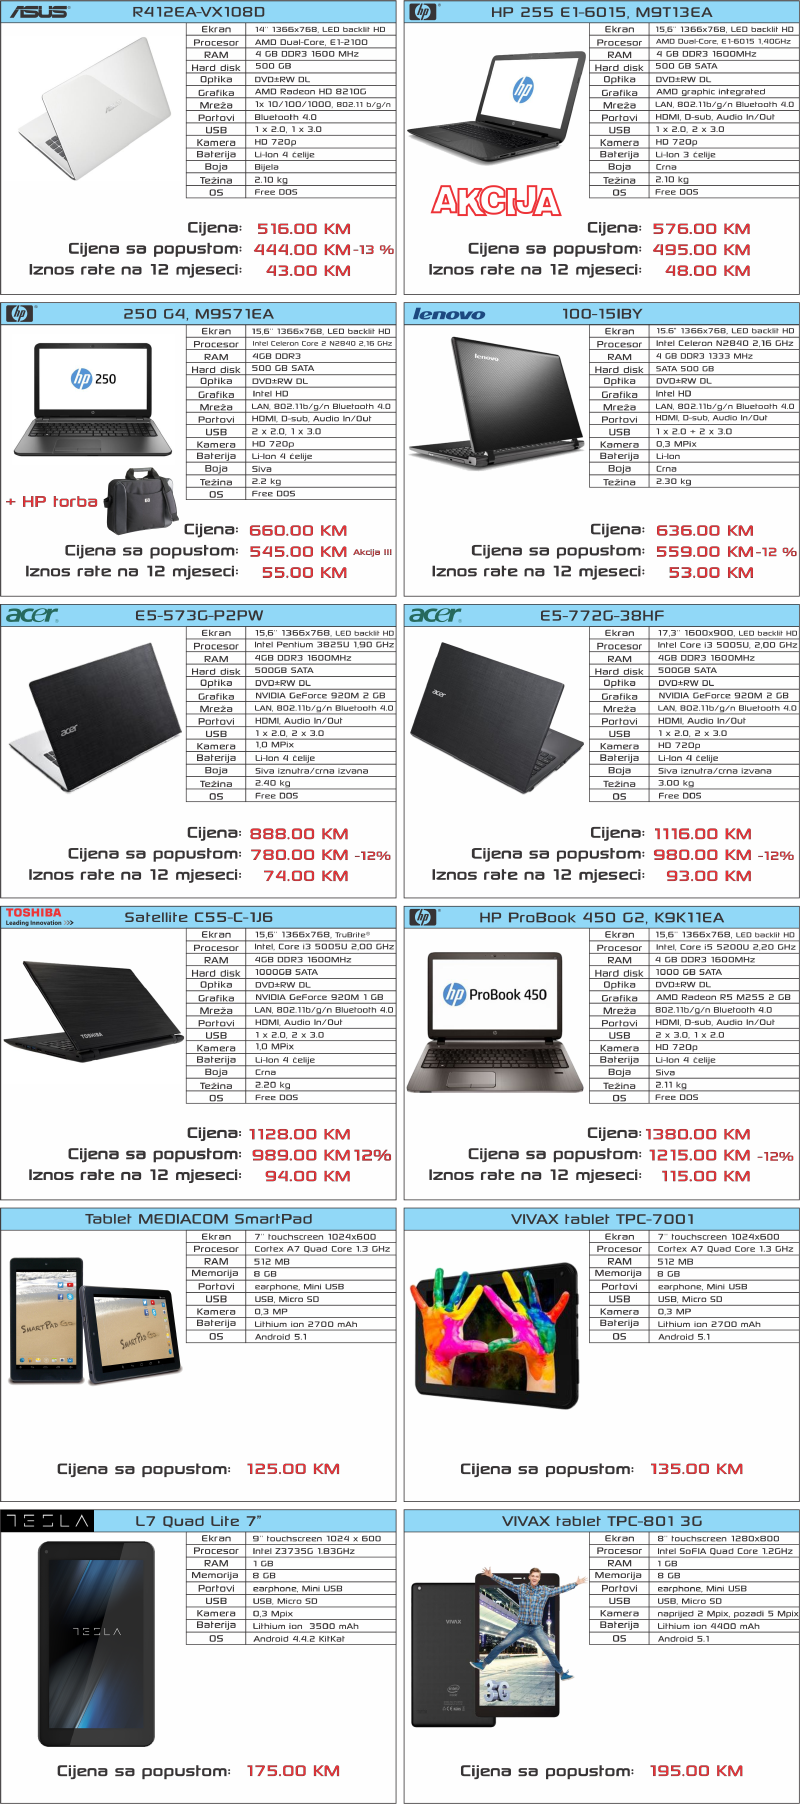 ASUS R412EA-VX108D
Ekran 14" 1366x768, LED backlit HD
Procesor AMD Dual-Core, E1-2100
RAM 4 GB DDR3 1600 MHz
Hard disk 500 GB
Optika DVD±RW DL
Grafika AMD Radeon HD 8210G
Mreža 1x 10/100/1000, 802.11 b/g/n
Portovi Bluetooth 4.0
USB 1 x 2.0, 1 x 3.0
Kamera HD 720p
Baterija Li-Ion 4 ćelije
Boja Bijela
Težina 2.10 kg
OS Free DOS
Cijena: 516.00 KM
Cijena sa popustom: 444.00 KM -13 %
Iznos rate na 12 mjeseci: 43.00 KM
hp HP 255 E1-6015, M9T13EA
Ekran 15,6" 1366x768, LED backlit HD
Procesor AMD Dual-Core, E1-6015 1,40GHz
RAM 4 GB DDR3 1600MHz
Hard disk 500 GB SATA
Optika DVD±RW DL
Grafika AMD graphic integrated
Mreža LAN, 802.11b/g/n Bluetooth 4.0
Portovi HDMI, D-sub, Audio In/Out
USB 1 x 2.0, 2 x 3.0
Kamera HD 720p
Baterija Li-Ion 3 ćelije
Boja Crna
Težina 2.10 kg
OS Free DOS
AKCIJA
Cijena: 576.00 KM
Cijena sa popustom: 495.00 KM
Iznos rate na 12 mjeseci: 48.00 KM
hp 250 G4, M9S71EA
Ekran 15,6" 1366x768, LED backlit HD
Procesor Intel Celeron Core 2 N2840 2,16 GHz
RAM 4GB DDR3
Hard disk 500 GB SATA
Optika DVD±RW DL
Grafika Intel HD
Mreža LAN, 802.11b/g/n Bluetooth 4.0
Portovi HDMI, D-sub, Audio In/Out
USB 2 x 2.0, 1 x 3.0
Kamera HD 720p
Baterija Li-Ion 4 ćelije
Boja Siva
Težina 2.2 kg
OS Free DOS
hp 250
+ HP torba
Cijena: 660.00 KM
Cijena sa popustom: 545.00 KM Akcija !!!
Iznos rate na 12 mjeseci: 55.00 KM
lenovo 100-15IBY
Ekran 15.6" 1366x768, LED backlit HD
Procesor Intel Celeron N2840 2,16 GHz
RAM 4 GB DDR3 1333 MHz
Hard disk SATA 500 GB
Optika DVD±RW DL
Grafika Intel HD
Mreža LAN, 802.11b/g/n Bluetooth 4.0
Portovi HDMI, D-sub, Audio In/Out
USB 1 x 2.0 + 2 x 3.0
Kamera 0,3 MPix
Baterija Li-Ion
Boja Crna
Težina 2.30 kg
lenovo
Cijena: 636.00 KM
Cijena sa popustom: 559.00 KM -12 %
Iznos rate na 12 mjeseci: 53.00 KM
acer E5-573G-P2PW
Ekran 15,6" 1366x768, LED backlit HD
Procesor Intel Pentium 3825U 1,90 GHz
RAM 4GB DDR3 1600MHz
Hard disk 500GB SATA
Optika DVD±RW DL
Grafika NVIDIA GeForce 920M 2 GB
Mreža LAN, 802.11b/g/n Bluetooth 4.0
Portovi HDMI, Audio In/Out
USB 1 x 2.0, 2 x 3.0
Kamera 1,0 MPix
Baterija Li-Ion 4 ćelije
Boja Siva iznutra/crna izvana
Težina 2.40 kg
OS Free DOS
acer
Cijena: 888.00 KM
Cijena sa popustom: 780.00 KM -12%
Iznos rate na 12 mjeseci: 74.00 KM
acer E5-772G-38HF
Ekran 17,3" 1600x900, LED backlit HD
Procesor Intel Core i3 5005U, 2,00 GHz
RAM 4GB DDR3 1600MHz
Hard disk 500GB SATA
Optika DVD±RW DL
Grafika NVIDIA GeForce 920M 2 GB
Mreža LAN, 802.11b/g/n Bluetooth 4.0
Portovi HDMI, Audio In/Out
USB 1 x 2.0, 2 x 3.0
Kamera HD 720p
Baterija Li-Ion 4 ćelije
Boja Siva iznutra/crna izvana
Težina 3.00 kg
OS Free DOS
acer
Cijena: 1116.00 KM
Cijena sa popustom: 980.00 KM -12%
Iznos rate na 12 mjeseci: 93.00 KM
TOSHIBA Satellite C55-C-1J6
Leading Innovation >>>
Ekran 15,6" 1366x768, TruBrite®
Procesor Intel, Core i3 5005U 2,00 GHz
RAM 4GB DDR3 1600MHz
Hard disk 1000GB SATA
Optika DVD±RW DL
Grafika NVIDIA GeForce 920M 1 GB
Mreža LAN, 802.11b/g/n Bluetooth 4.0
Portovi HDMI, Audio In/Out
USB 1 x 2.0, 2 x 3.0
Kamera 1,0 MPix
Baterija Li-Ion 4 ćelije
Boja Crna
Težina 2.20 kg
OS Free DOS
TOSHIBA
Cijena: 1128.00 KM
Cijena sa popustom: 989.00 KM 12%
Iznos rate na 12 mjeseci: 94.00 KM
hp HP ProBook 450 G2, K9K11EA
Ekran 15,6" 1366x768, LED backlit HD
Procesor Intel, Core i5 5200U 2,20 GHz
RAM 4 GB DDR3 1600MHz
Hard disk 1000 GB SATA
Optika DVD±RW DL
Grafika AMD Radeon R5 M255 2 GB
Mreža 802.11b/g/n Bluetooth 4.0
Portovi HDMI, D-sub, Audio In/Out
USB 2 x 3.0, 1 x 2.0
Kamera HD 720p
Baterija Li-Ion 4 ćelije
Boja Siva
Težina 2.11 kg
OS Free DOS
hp ProBook 450
Cijena: 1380.00 KM
Cijena sa popustom: 1215.00 KM -12%
Iznos rate na 12 mjeseci: 115.00 KM
Tablet MEDIACOM SmartPad
Ekran 7" touchscreen 1024x600
Procesor Cortex A7 Quad Core 1.3 GHz
RAM 512 MB
Memorija 8 GB
Portovi earphone, Mini USB
USB USB, Micro SD
Kamera 0,3 MP
Baterija Lithium ion 2700 mAh
OS Android 5.1
Cijena sa popustom: 125.00 KM
VIVAX tablet TPC-7001
Ekran 7" touchscreen 1024x600
Procesor Cortex A7 Quad Core 1.3 GHz
RAM 512 MB
Memorija 8 GB
Portovi earphone, Mini USB
USB USB, Micro SD
Kamera 0,3 MP
Baterija Lithium ion 2700 mAh
OS Android 5.1
Cijena sa popustom: 135.00 KM
TESLA L7 Quad Lite 7"
Ekran 9" touchscreen 1024 x 600
Procesor Intel Z3735G 1.83GHz
RAM 1 GB
Memorija 8 GB
Portovi earphone, Mini USB
USB USB, Micro SD
Kamera 0,3 Mpix
Baterija Lithium ion 3500 mAh
OS Android 4.4.2 KitKat
TESLA
Cijena sa popustom: 175.00 KM
VIVAX tablet TPC-801 3G
Ekran 8" touchscreen 1280x800
Procesor Intel SoFIA Quad Core 1.2GHz
RAM 1 GB
Memorija 8 GB
Portovi earphone, Mini USB
USB USB, Micro SD
Kamera naprijed 2 Mpix, pozadi 5 Mpix
Baterija Lithium ion 4400 mAh
OS Android 5.1
VIVAX
3G
Cijena sa popustom: 195.00 KM